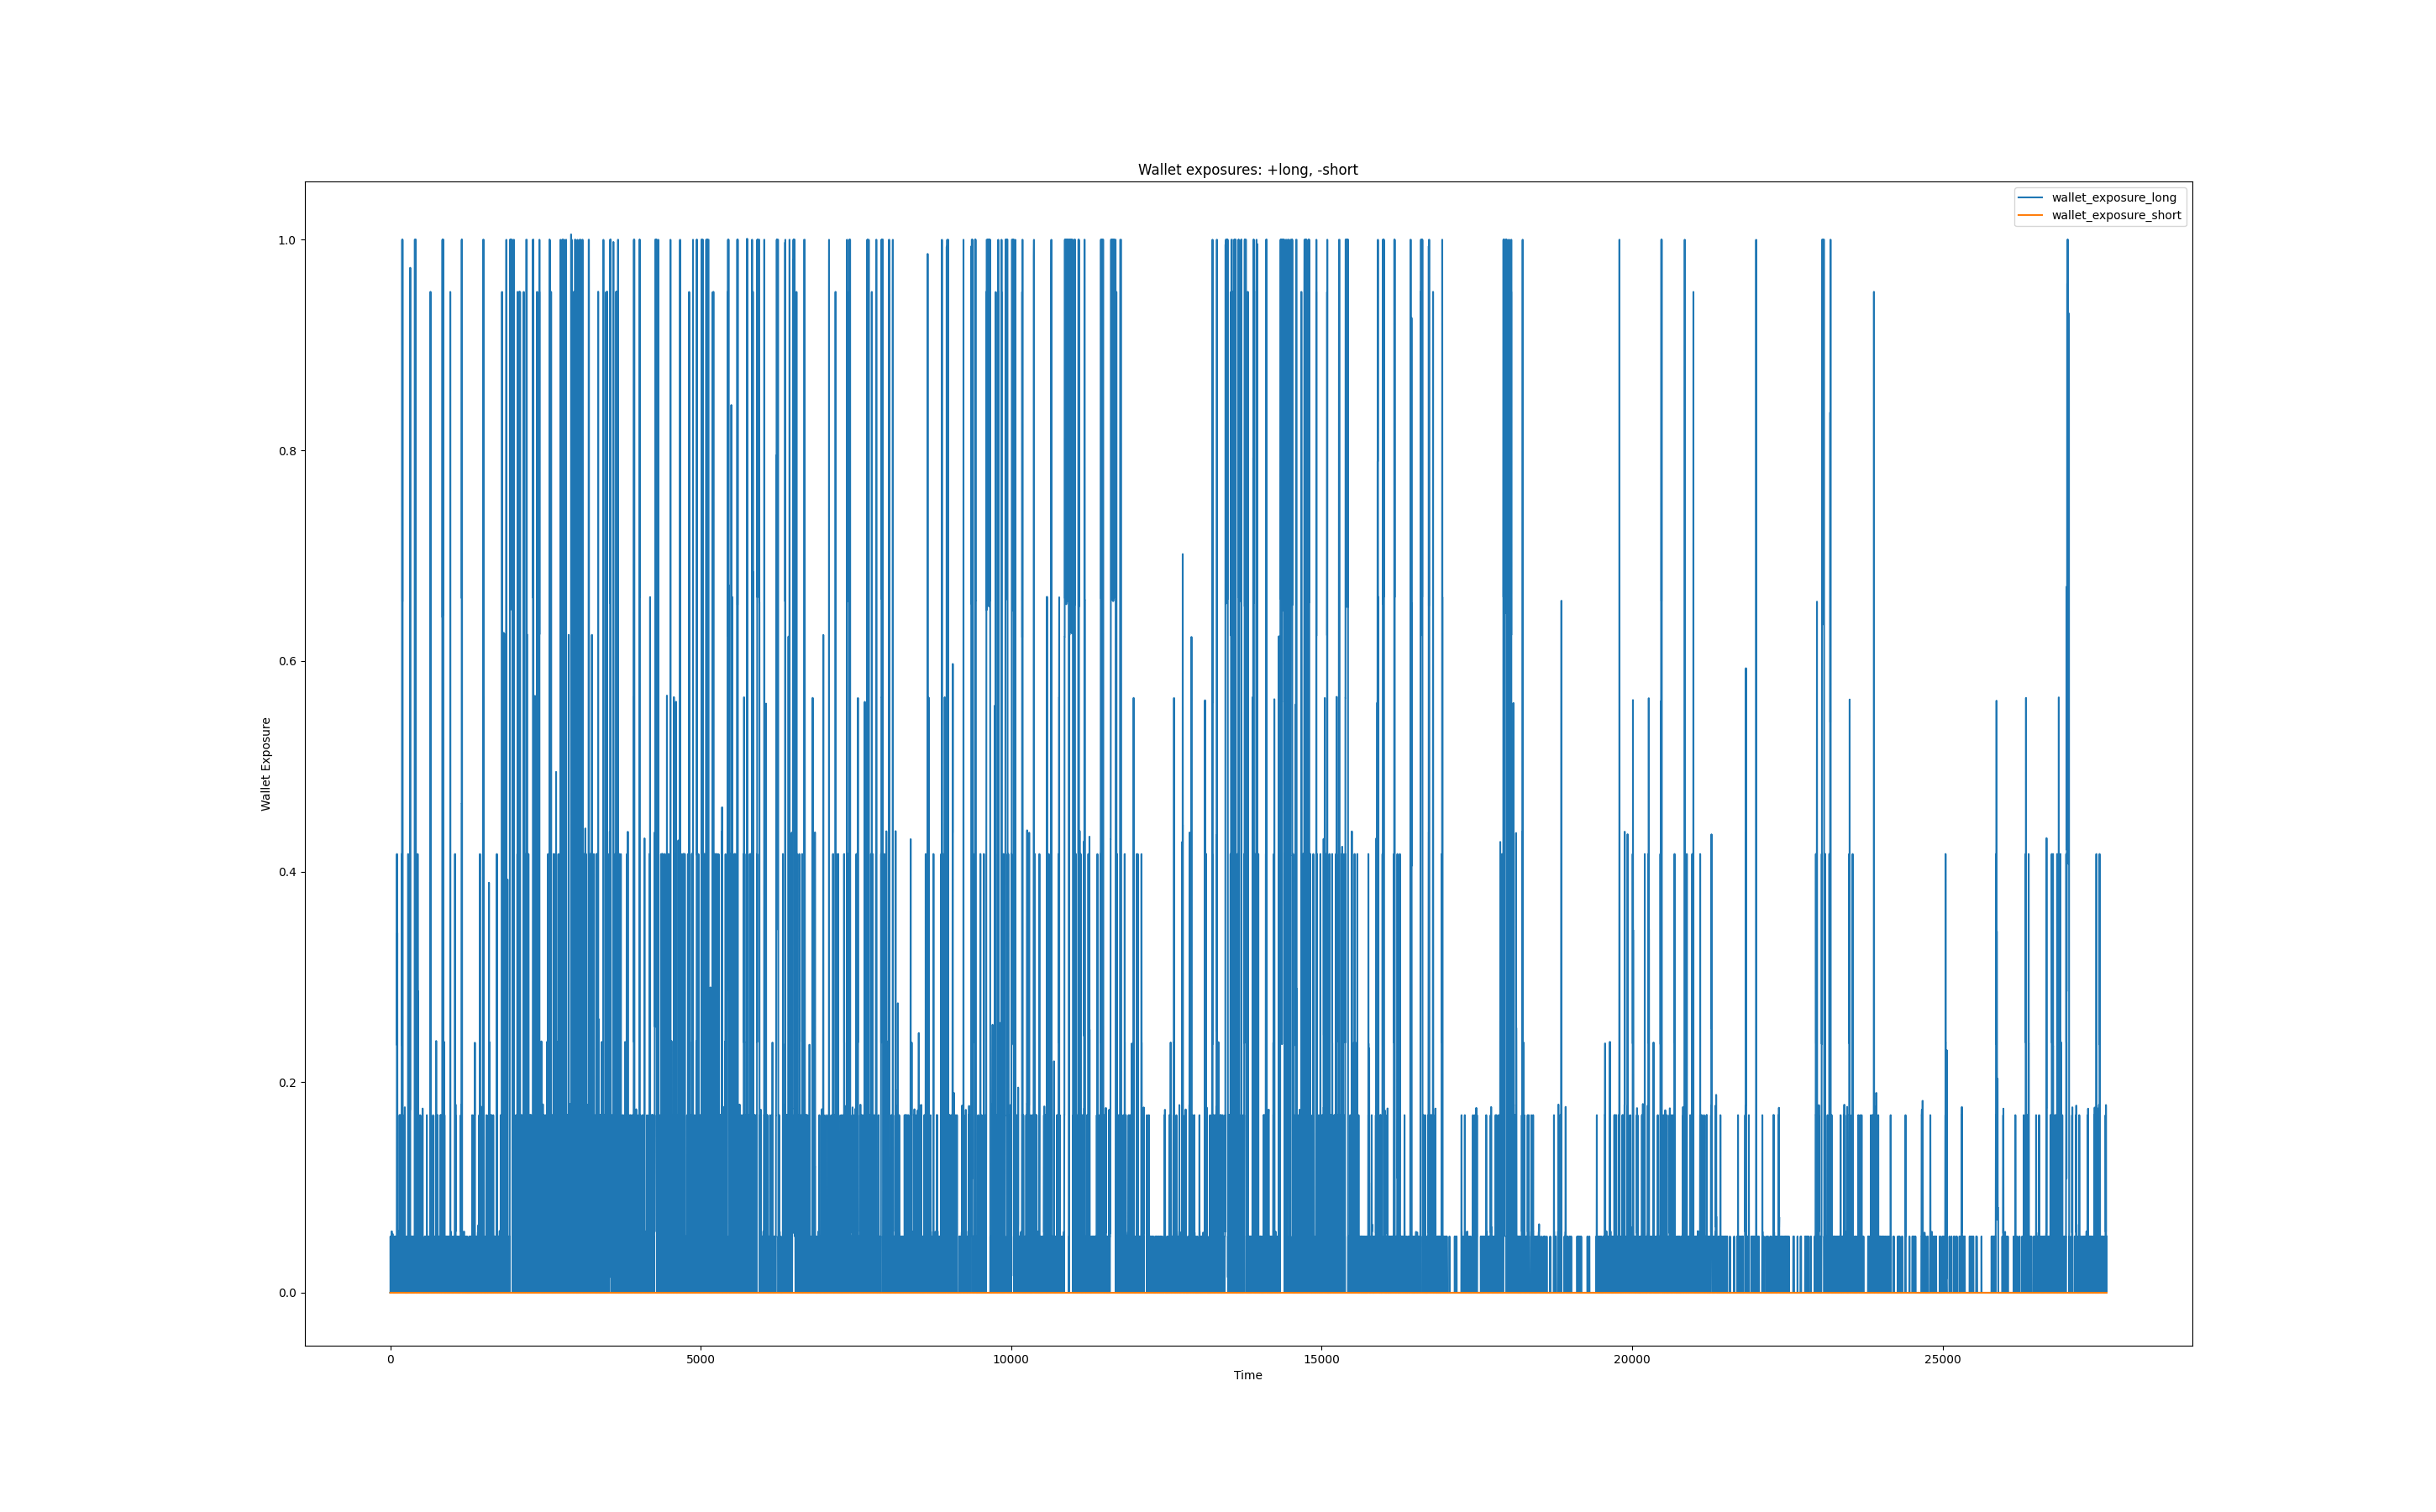 Wallet exposures: +long, -short
wallet_exposure_long
wallet_exposure_short
1.0
0.8
0.6
0.4
0.2
0.0
Wallet Exposure
0 5000 10000 15000 20000 25000
Time